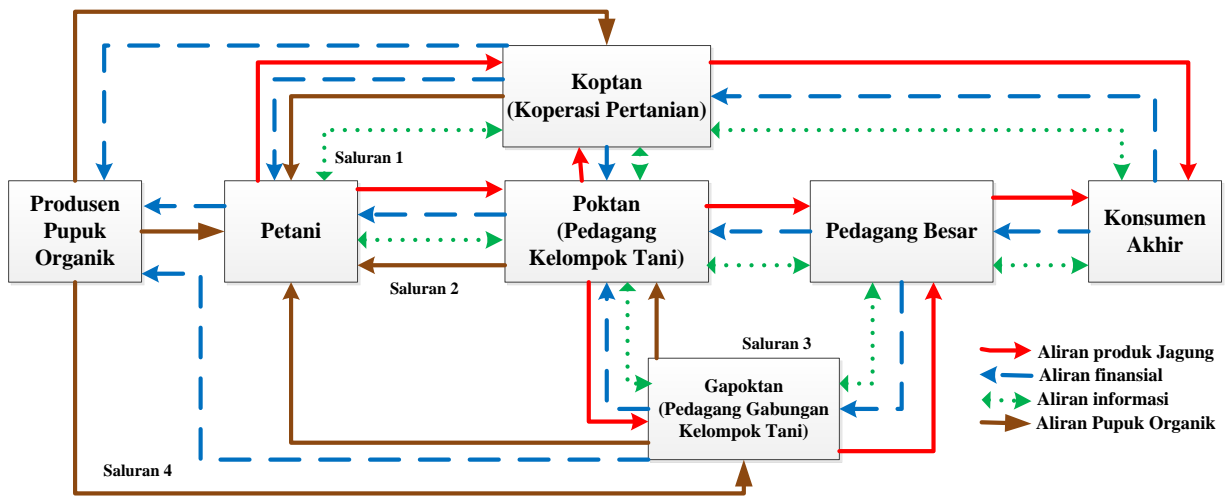 Koptan
(Koperasi Pertanian)
Saluran 1
Produsen
Pupuk
Organik
Petani
Poktan
(Pedagang
Kelompok Tani)
Pedagang Besar
Konsumen
Akhir
Saluran 2
Saluran 3
Gapoktan
(Pedagang Gabungan
Kelompok Tani)
Aliran produk Jagung
Aliran finansial
Aliran informasi
Aliran Pupuk Organik
Saluran 4